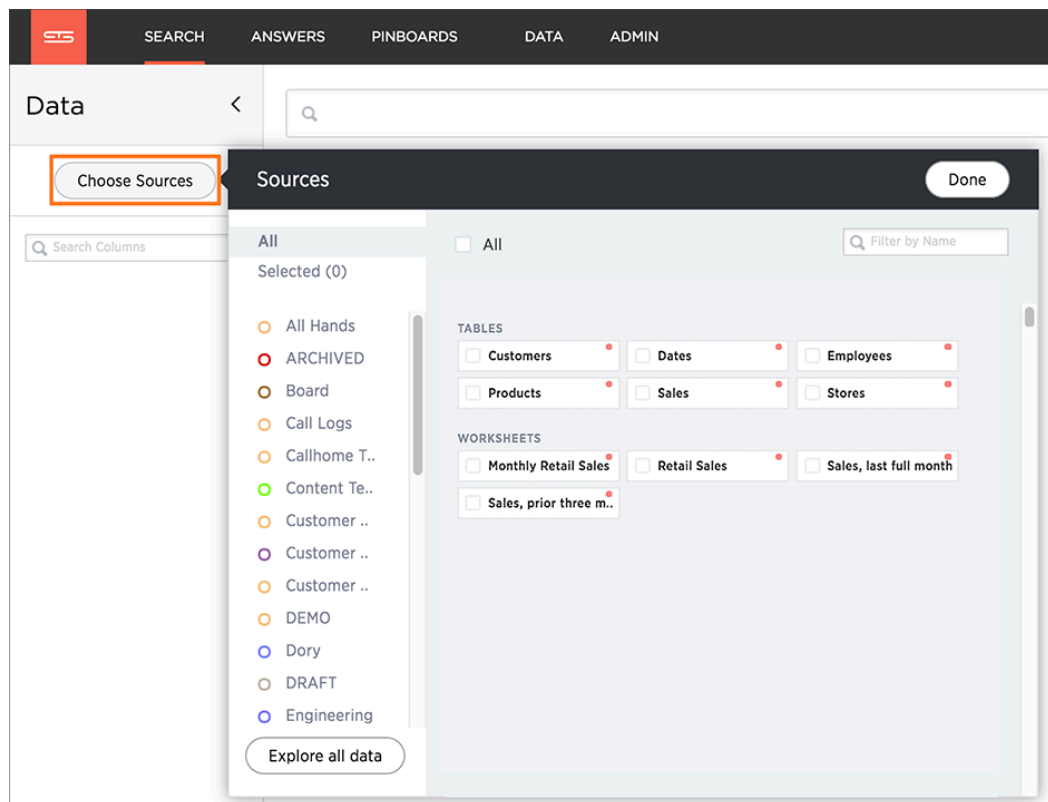 SEARCH ANSWERS PINBOARDS DATA ADMIN
Data
Choose Sources
Search Columns
Sources
Done
All
Selected (0)
All Hands
ARCHIVED
Board
Call Logs
Callhome T..
Content Te..
Customer ..
Customer ..
Customer ..
DEMO
Dory
DRAFT
Engineering
Explore all data
All
Filter by Name
TABLES
Customers Dates Employees
Products Sales Stores
WORKSHEETS
Monthly Retail Sales Retail Sales Sales, last full month
Sales, prior three m..